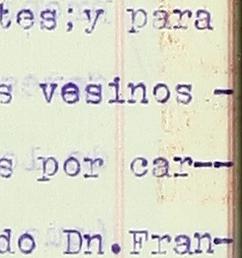 tes;y para
s vesinos -
s por car--
do Dn.Fran-